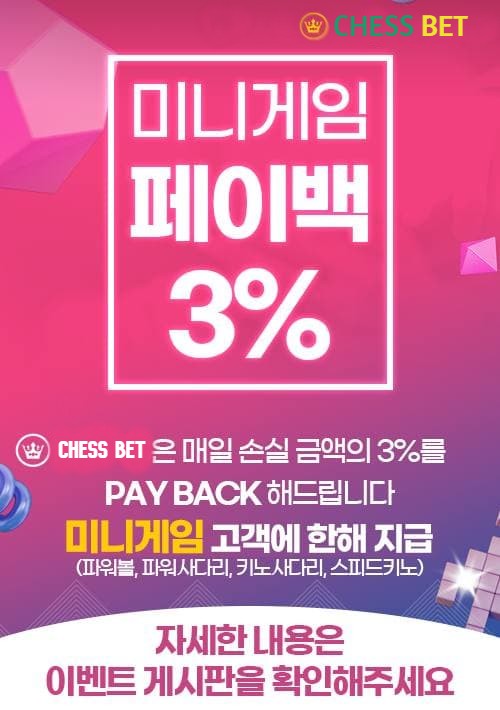 CHESS BET
미니게임
페이백
3%
CHESS BET 은 매일 손실 금액의 3%를
PAY BACK 해드립니다
미니게임 고객에 한해 지급
(파워볼, 파워사다리, 키노사다리, 스피드키노)
자세한 내용은
이벤트 게시판을 확인해주세요